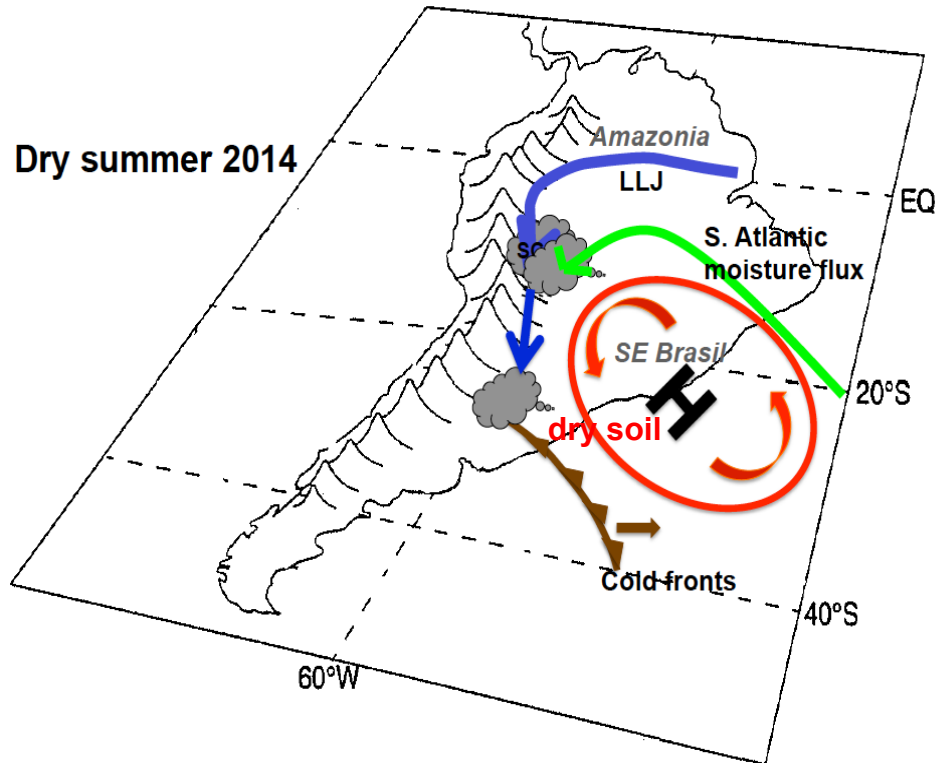 Dry summer 2014
Amazonia
LLJ
EQ
S. Atlantic
moisture flux
SE Brasil
H
20°S
dry soil
Cold fronts
40°S
60°W